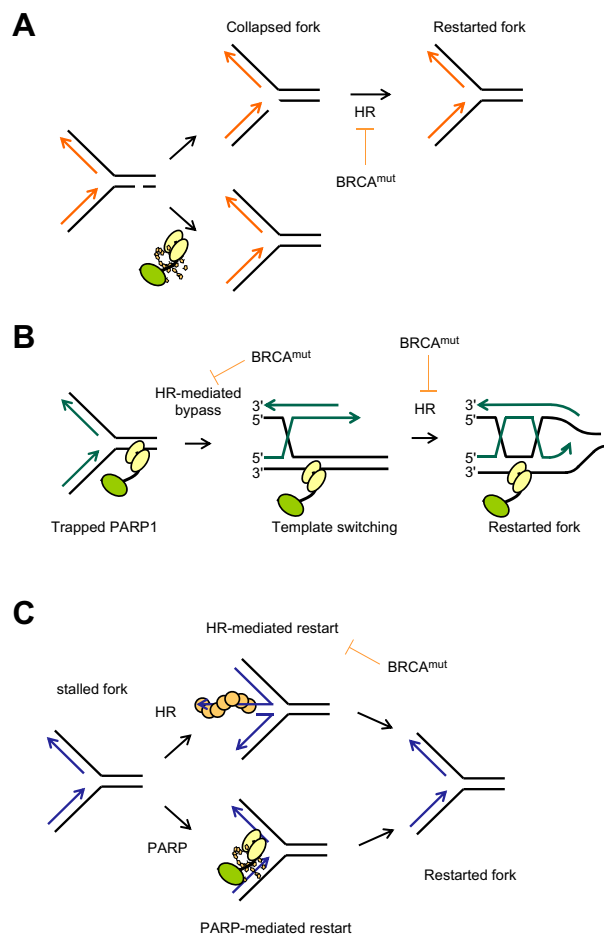 A
Collapsed fork
Restarted fork
HR
BRCAmut
B
BRCAmut
BRCAmut
HR-mediated
bypass
HR
3'
5'
5'
3'
3'
5'
5'
3'
Trapped PARP1
Template switching
Restarted fork
C
HR-mediated restart
BRCAmut
stalled fork
HR
PARP
Restarted fork
PARP-mediated restart